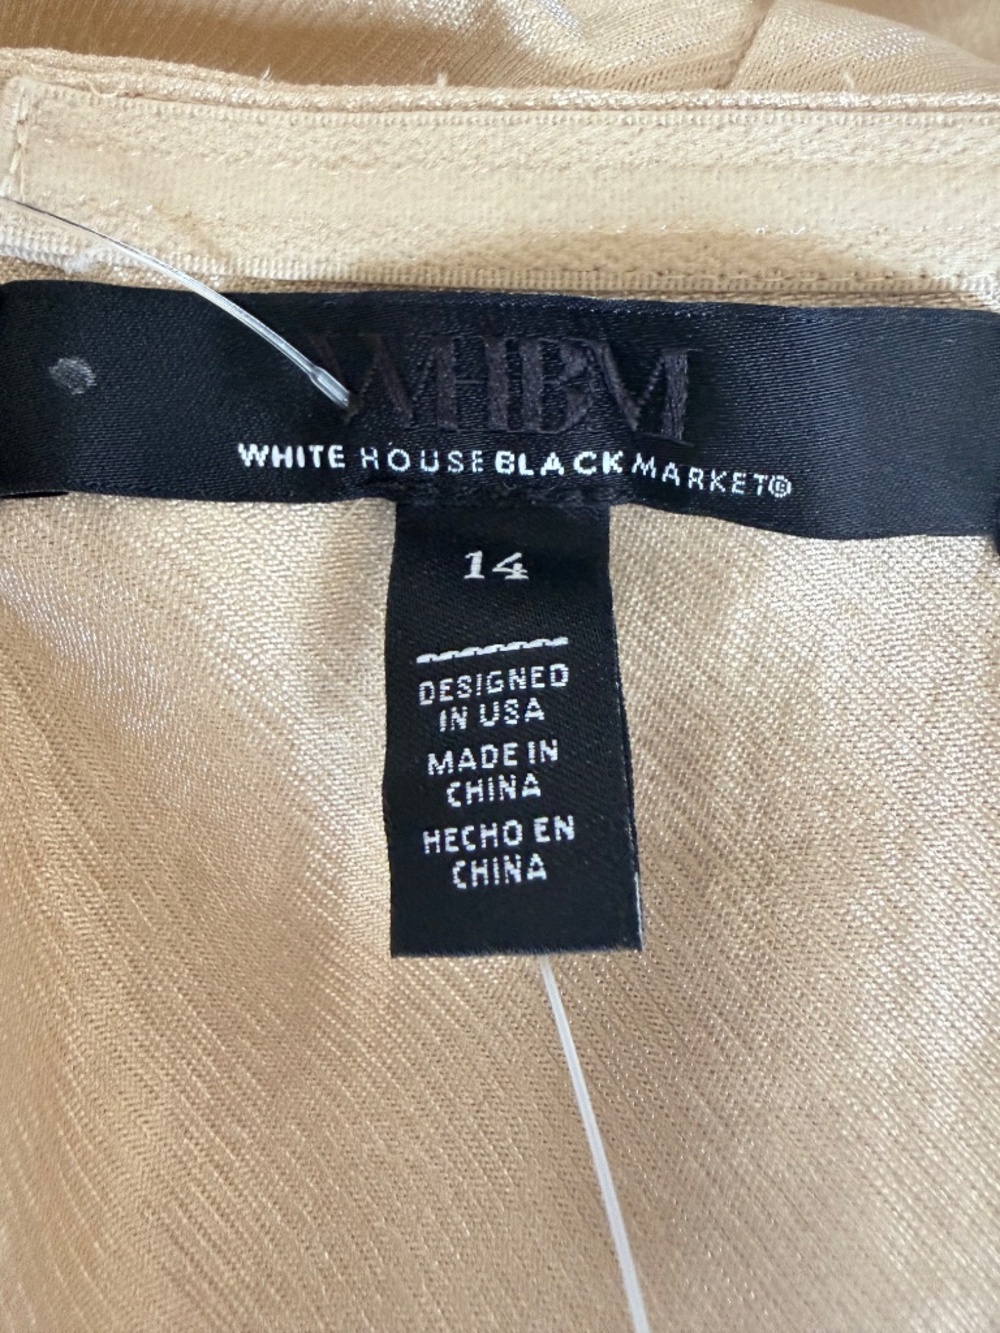 WHBM
WHITE HOUSE BLACK MARKET®
14
DESIGNED
IN USA
MADE IN
CHINA
HECHO EN
CHINA